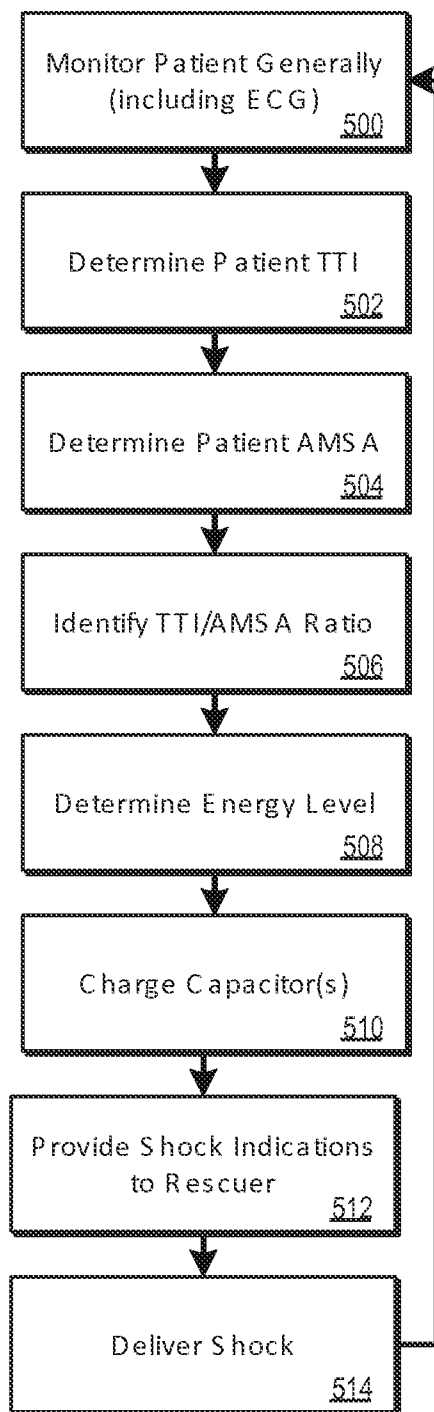 Monitor Patient Generally
(including ECG)
500
Determine Patient TTI
502
Determine Patient AMSA
504
Identify TTI/AMSA Ratio
506
Determine Energy Level
508
Charge Capacitor(s)
510
Provide Shock Indications
to Rescuer
512
Deliver Shock
514